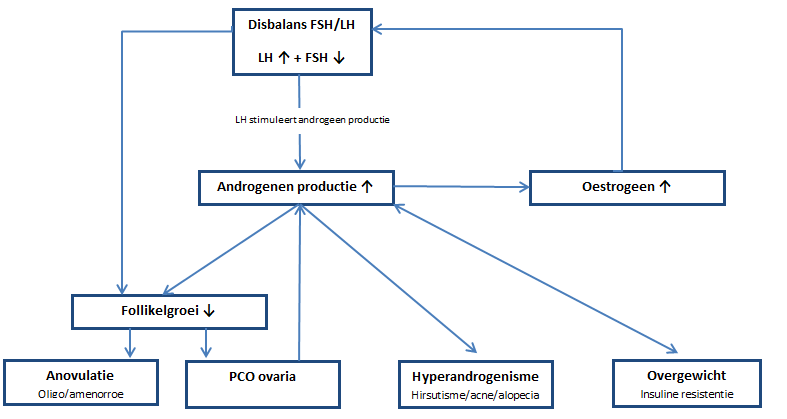 Disbalans FSH/LH
LH ↑ + FSH ↓
LH stimuleert androgeen productie
Androgenen productie ↑
Oestrogeen ↑
Follikelgroei ↓
Anovulatie
Oligo/amenorroe
PCO ovaria
Hyperandrogenisme
Hirsutisme/acne/alopecia
Overgewicht
Insuline resistentie